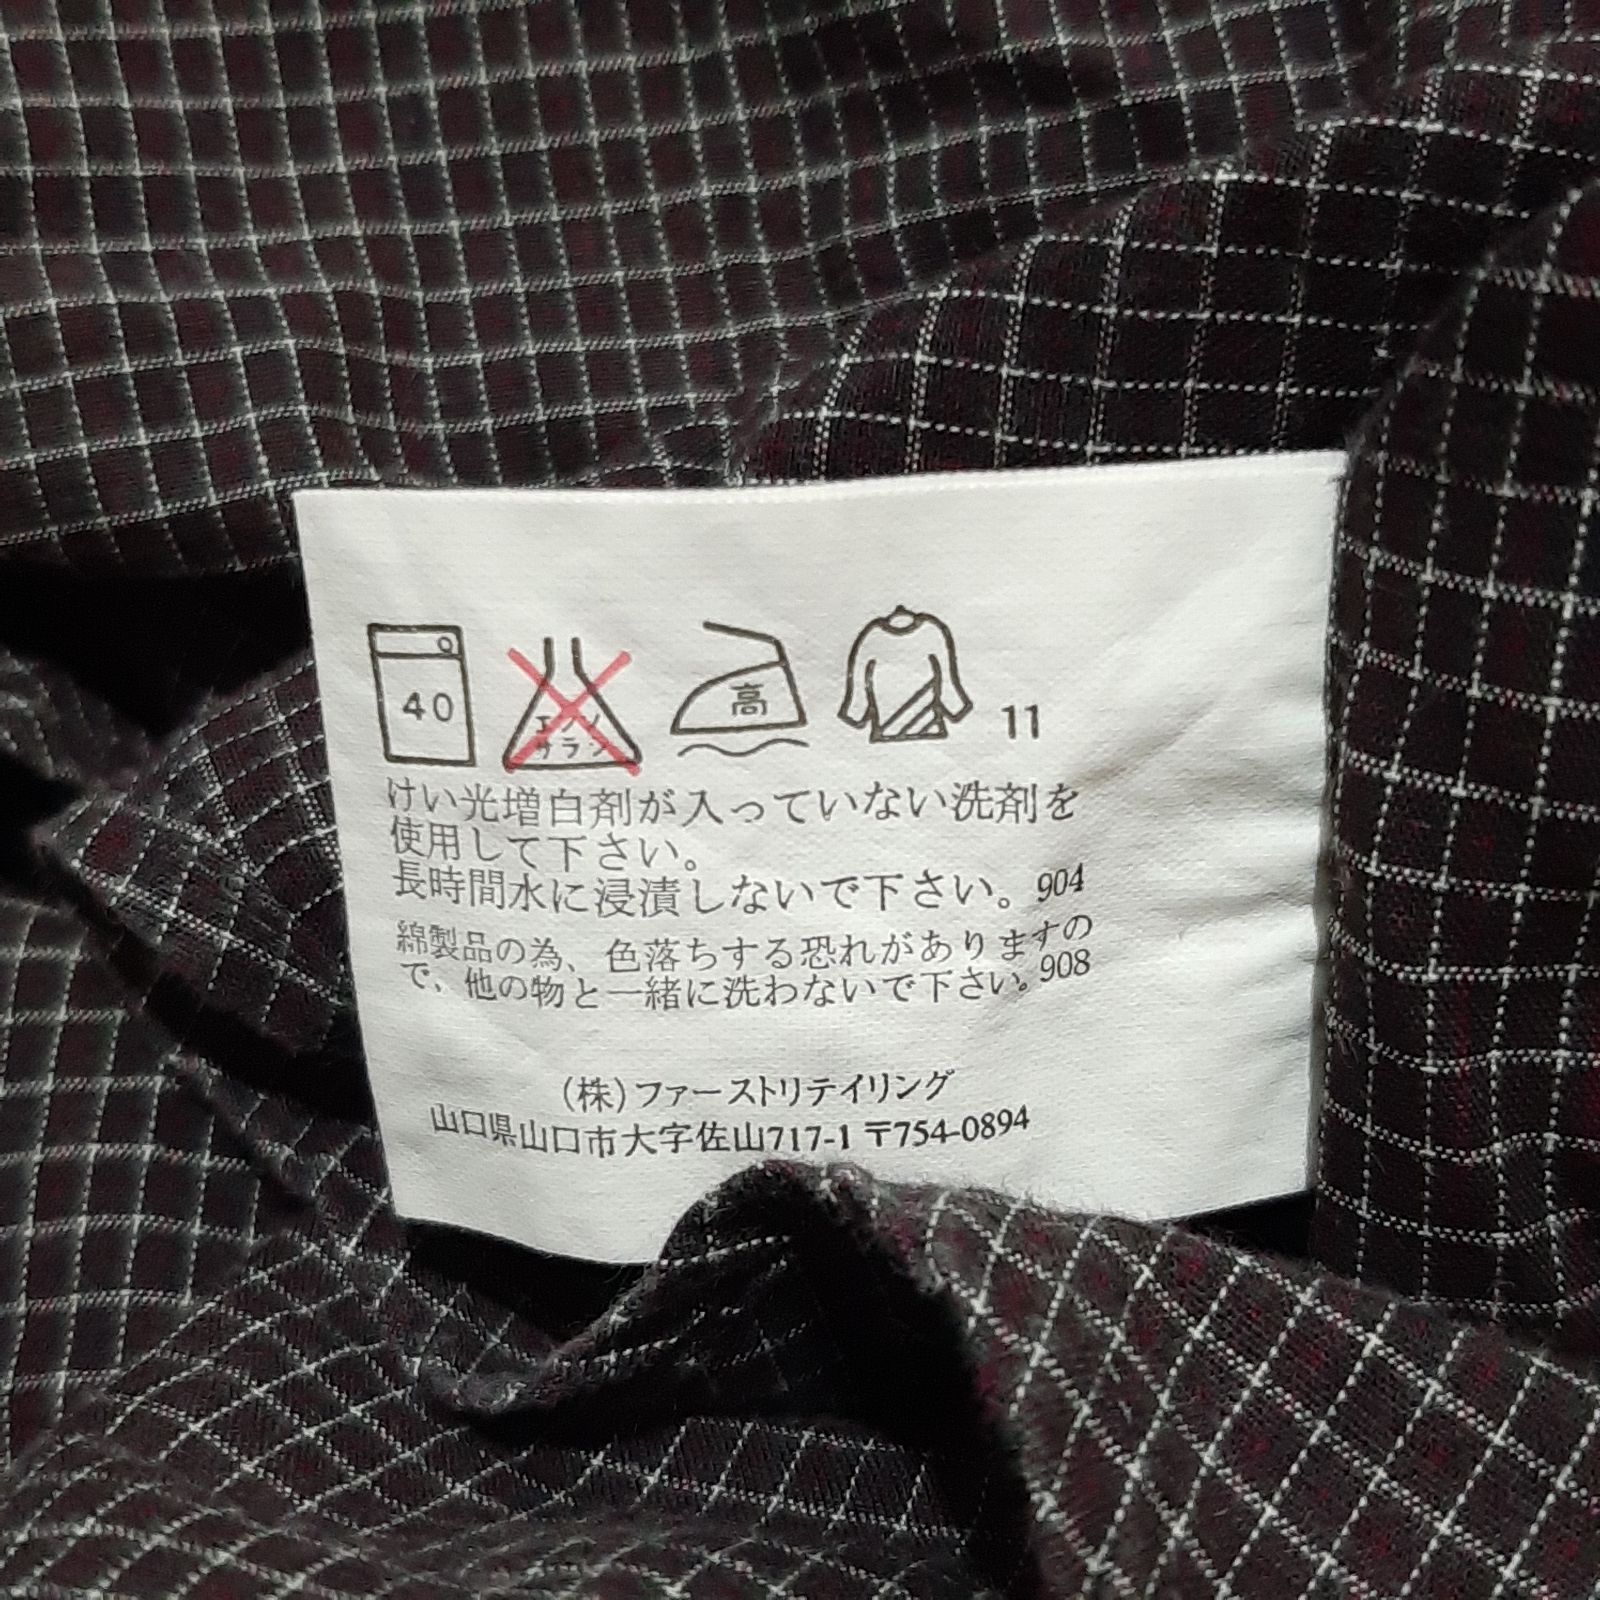 40
エンソ
サラシ
高
11
けい光増白剤が入っていない洗剤を
使用して下さい。
長時間水に浸漬しないで下さい。904
綿製品の為、色落ちする恐れがありますの
で、他の物と一緒に洗わないで下さい。908
(株)ファーストリテイリング
山口県山口市大字佐山717-1 〒754-0894